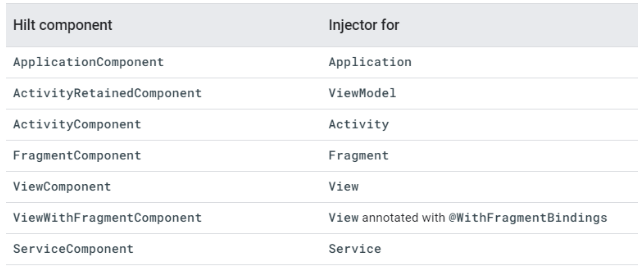 Hilt component Injector for
ApplicationComponent Application
ActivityRetainedComponent ViewModel
ActivityComponent Activity
FragmentComponent Fragment
ViewComponent View
ViewWithFragmentComponent View annotated with @WithFragmentBindings
ServiceComponent Service